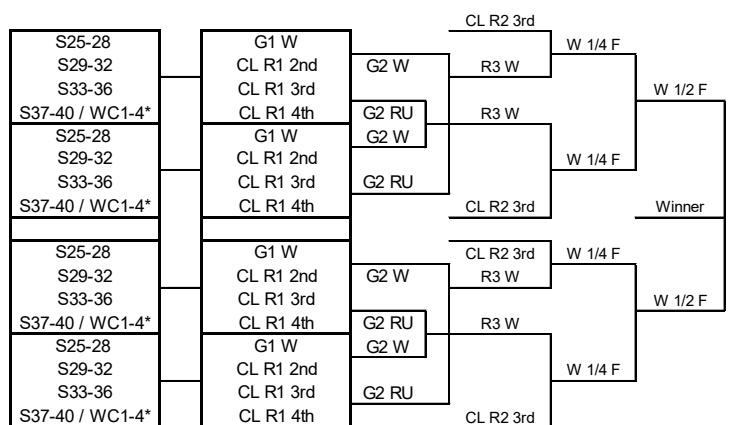 CL R2 3rd
S25-28 G1 W W 1/4 F
S29-32 CL R1 2nd G2 W R3 W
S33-36 CL R1 3rd W 1/2 F
S37-40 / WC1-4* CL R1 4th G2 RU R3 W
S25-28 G1 W G2 W
S29-32 CL R1 2nd W 1/4 F
S33-36 CL R1 3rd G2 RU
S37-40 / WC1-4* CL R1 4th CL R2 3rd Winner
S25-28 G1 W CL R2 3rd W 1/4 F
S29-32 CL R1 2nd G2 W R3 W
S33-36 CL R1 3rd W 1/2 F
S37-40 / WC1-4* CL R1 4th G2 RU R3 W
S25-28 G1 W G2 W
S29-32 CL R1 2nd W 1/4 F
S33-36 CL R1 3rd G2 RU
S37-40 / WC1-4* CL R1 4th CL R2 3rd